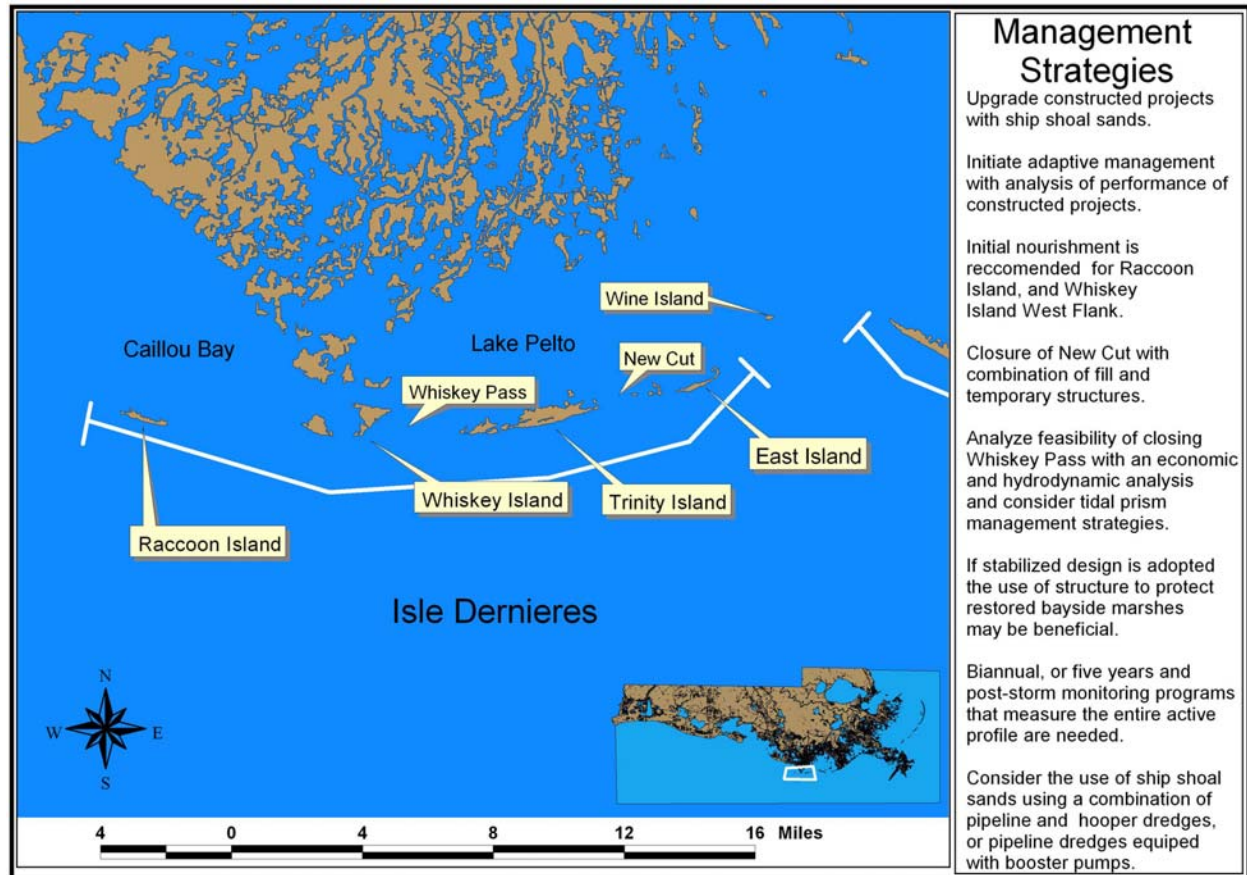 Management
Strategies
Upgrade constructed projects
with ship shoal sands.
Initiate adaptive management
with analysis of performance of
constructed projects.
Initial nourishment is
reccomended for Raccoon
Island, and Whiskey
Island West Flank.
Closure of New Cut with
combination of fill and
temporary structures.
Analyze feasibility of closing
Whiskey Pass with an economic
and hydrodynamic analysis
and consider tidal prism
management strategies.
If stabilized design is adopted
the use of structure to protect
restored bayside marshes
may be beneficial.
Biannual, or five years and
post-storm monitoring programs
that measure the entire active
profile are needed.
Consider the use of ship shoal
sands using a combination of
pipeline and hooper dredges,
or pipeline dredges equiped
with booster pumps.
Wine Island
Caillou Bay
Lake Pelto
New Cut
Whiskey Pass
East Island
Whiskey Island
Trinity Island
Raccoon Island
Isle Dernieres
N
W
E
S
4 0 4 8 12 16 Miles